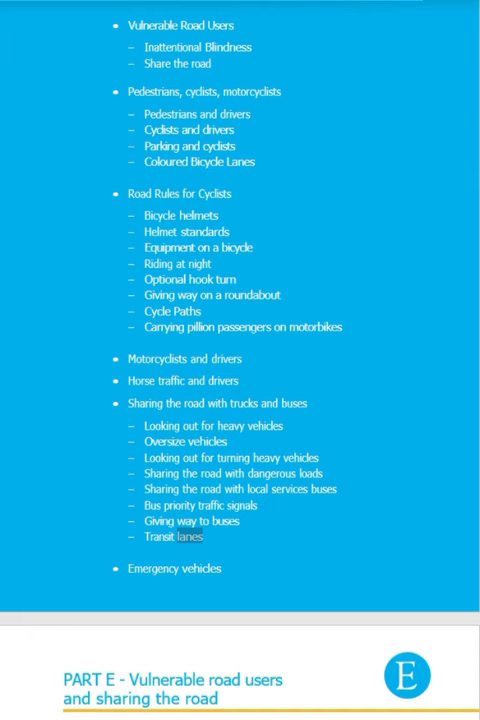 • Vulnerable Road Users
– Inattentional Blindness
– Share the road
• Pedestrians, cyclists, motorcyclists
– Pedestrians and drivers
– Cyclists and drivers
– Parking and cyclists
– Coloured Bicycle Lanes
• Road Rules for Cyclists
– Bicycle helmets
– Helmet standards
– Equipment on a bicycle
– Riding at night
– Optional hook turn
– Giving way on a roundabout
– Cycle Paths
– Carrying pillion passengers on motorbikes
• Motorcyclists and drivers
• Horse traffic and drivers
• Sharing the road with trucks and buses
– Looking out for heavy vehicles
– Oversize vehicles
– Looking out for turning heavy vehicles
– Sharing the road with dangerous loads
– Sharing the road with local services buses
– Bus priority traffic signals
– Giving way to buses
– Transit lanes
• Emergency vehicles
PART E - Vulnerable road users
and sharing the road
E